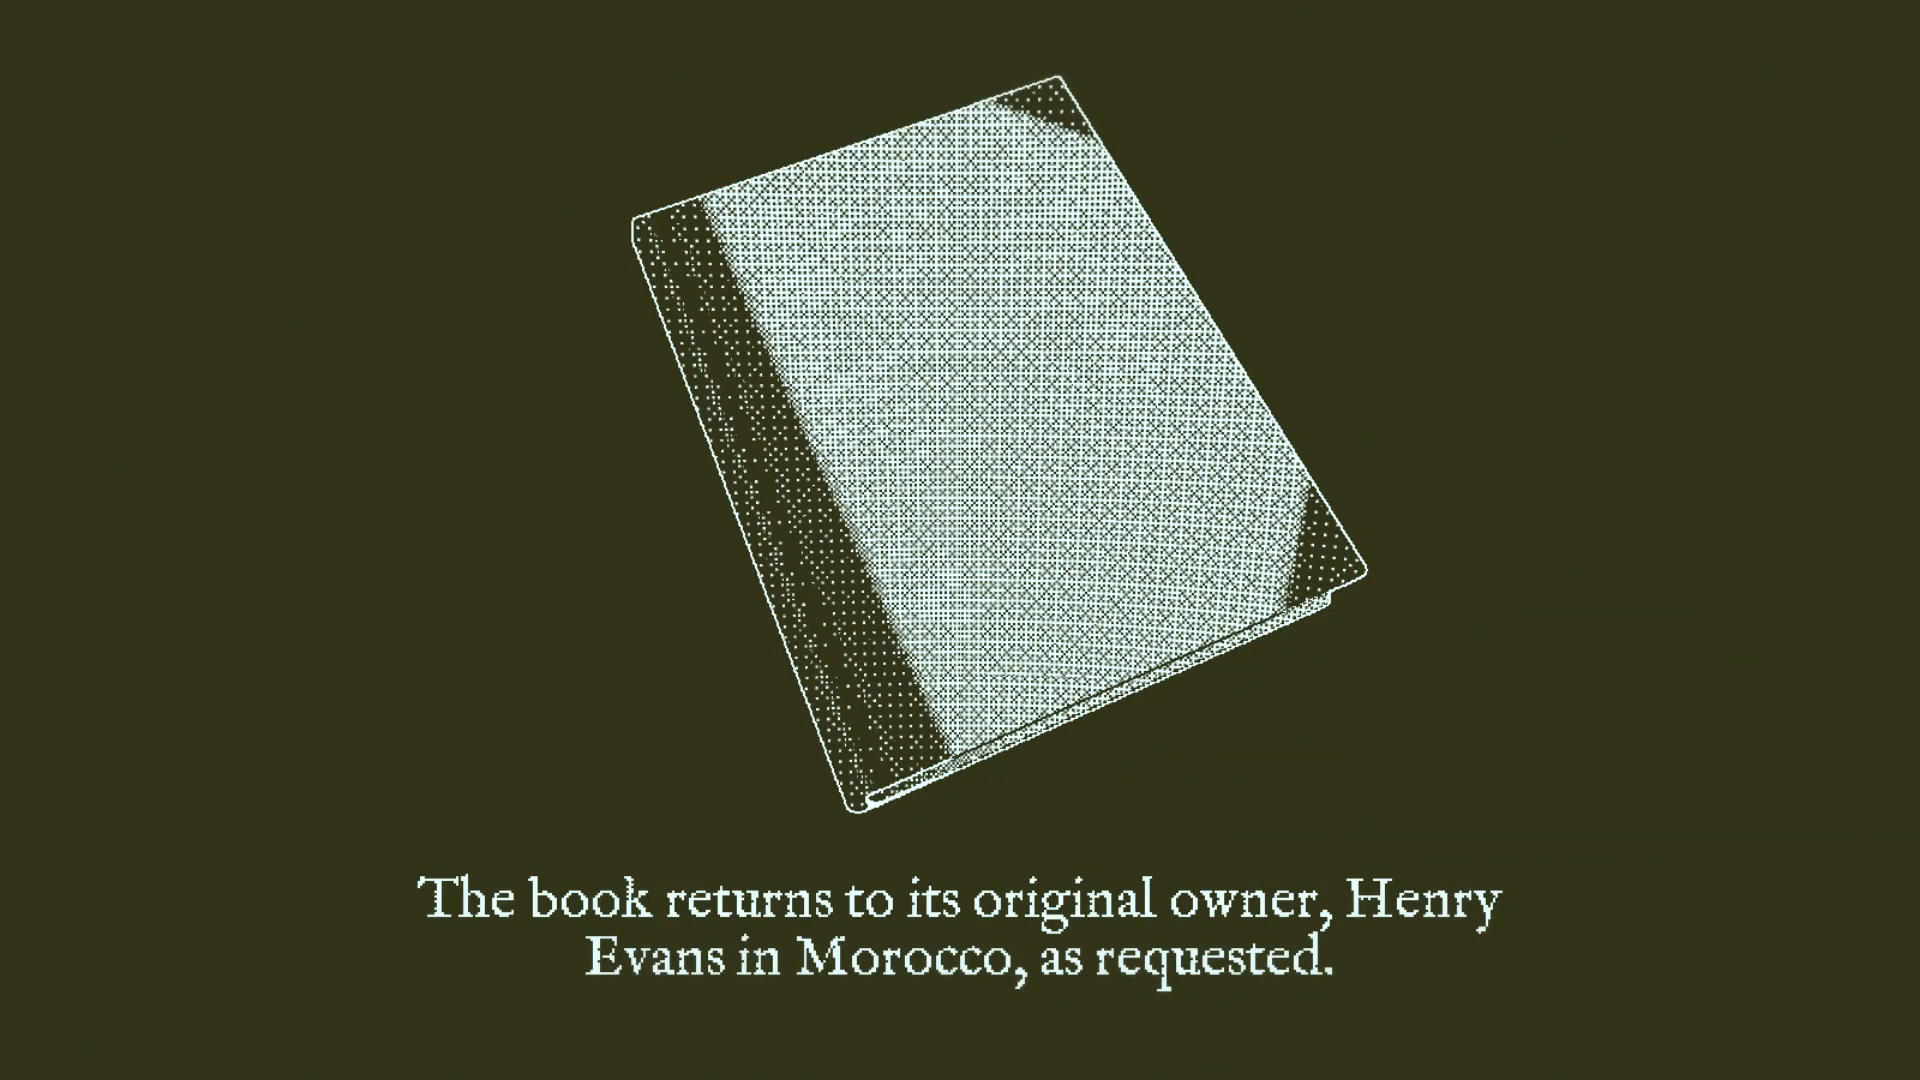 The book returns to its original owner, Henry
Evans in Morocco, as requested.